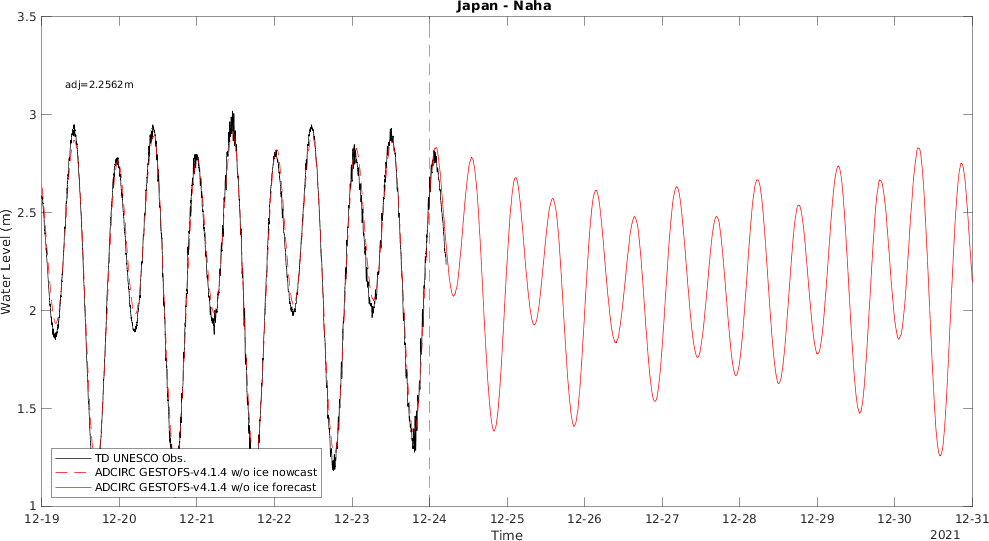 Japan - Naha
adj=2.2562m
Water Level (m)
3.5
3
2.5
2
1.5
1
TD UNESCO Obs.
ADCIRC GESTOFS-v4.1.4 w/o ice nowcast
ADCIRC GESTOFS-v4.1.4 w/o ice forecast
12-19 12-20 12-21 12-22 12-23 12-24 12-25 12-26 12-27 12-28 12-29 12-30 12-31
Time
2021